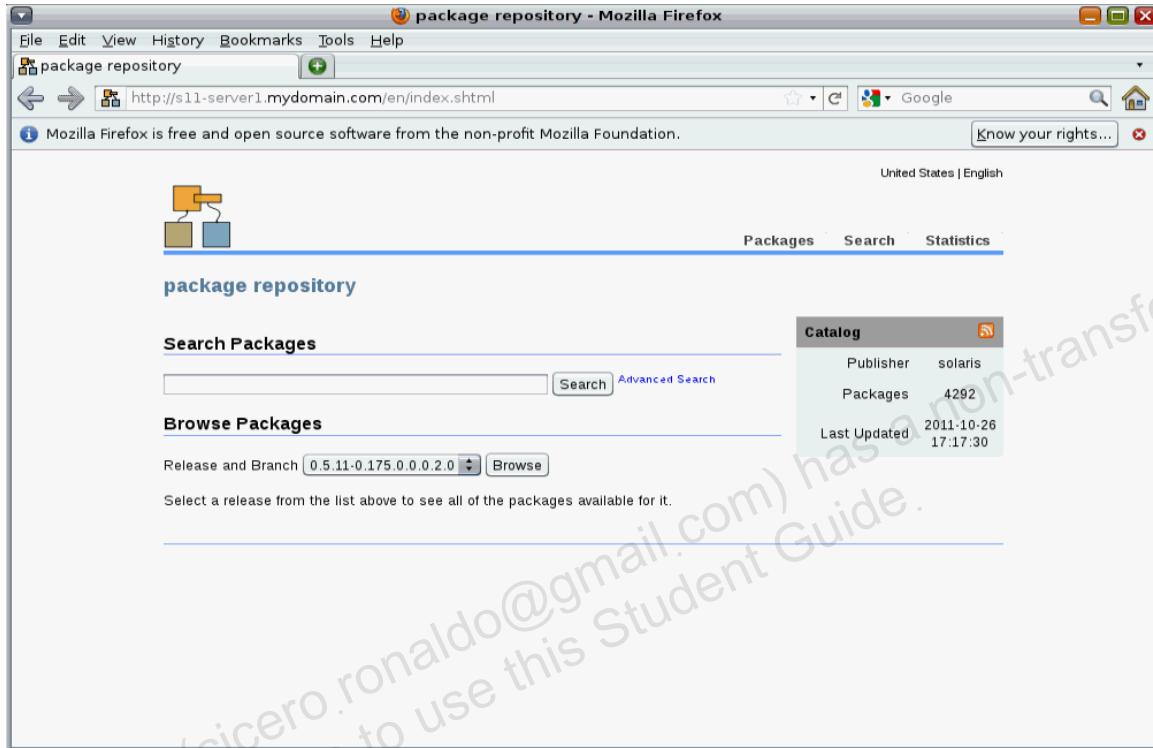 package repository - Mozilla Firefox
File Edit View History Bookmarks Tools Help
package repository
http://s11-server1.mydomain.com/en/index.shtml
Google
Mozilla Firefox is free and open source software from the non-profit Mozilla Foundation.
Know your rights...
United States | English
Packages Search Statistics
package repository
Search Packages
Search Advanced Search
Browse Packages
Release and Branch 0.5.11-0.175.0.0.0.2.0 Browse
Select a release from the list above to see all of the packages available for it.
Catalog
Publisher solaris
Packages 4292
Last Updated 2011-10-26 17:17:30
(cicero.ronaldo@gmail.com) has a non-transfe
to use this Student Guide.